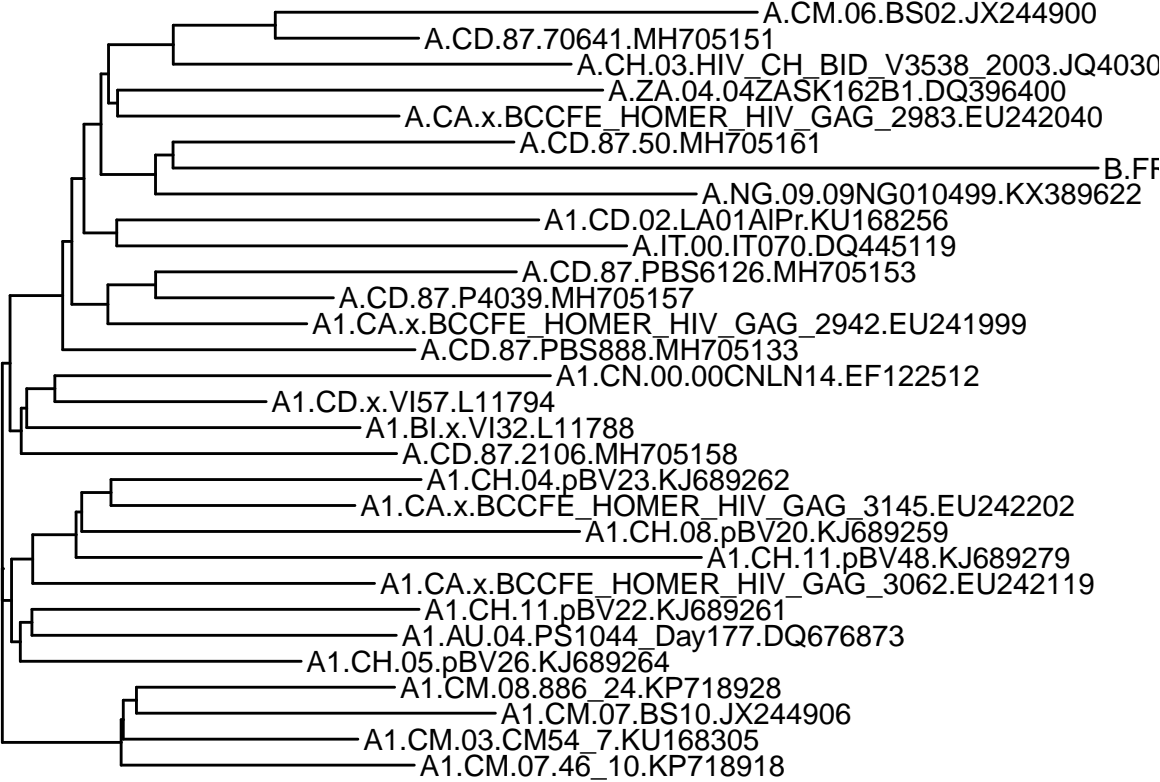 A.CM.06.BS02.JX244900
A.CD.87.70641.MH705151
A.CH.03.HIV_CH_BID_V3538_2003.JQ4030
A.ZA.04.04ZASK162B1.DQ396400
A.CA.x.BCCFE_HOMER_HIV_GAG_2983.EU242040
A.CD.87.50.MH705161
B.FR
A.NG.09.09NG010499.KX389622
A1.CD.02.LA01AlPr.KU168256
A.IT.00.IT070.DQ445119
A.CD.87.PBS6126.MH705153
A.CD.87.P4039.MH705157
A1.CA.x.BCCFE_HOMER_HIV_GAG_2942.EU241999
A.CD.87.PBS888.MH705133
A1.CN.00.00CNLN14.EF122512
A1.CD.x.VI57.L11794
A1.BI.x.VI32.L11788
A.CD.87.2106.MH705158
A1.CH.04.pBV23.KJ689262
A1.CA.x.BCCFE_HOMER_HIV_GAG_3145.EU242202
A1.CH.08.pBV20.KJ689259
A1.CH.11.pBV48.KJ689279
A1.CA.x.BCCFE_HOMER_HIV_GAG_3062.EU242119
A1.CH.11.pBV22.KJ689261
A1.AU.04.PS1044_Day177.DQ676873
A1.CH.05.pBV26.KJ689264
A1.CM.08.886_24.KP718928
A1.CM.07.BS10.JX244906
A1.CM.03.CM54_7.KU168305
A1.CM.07.46_10.KP718918